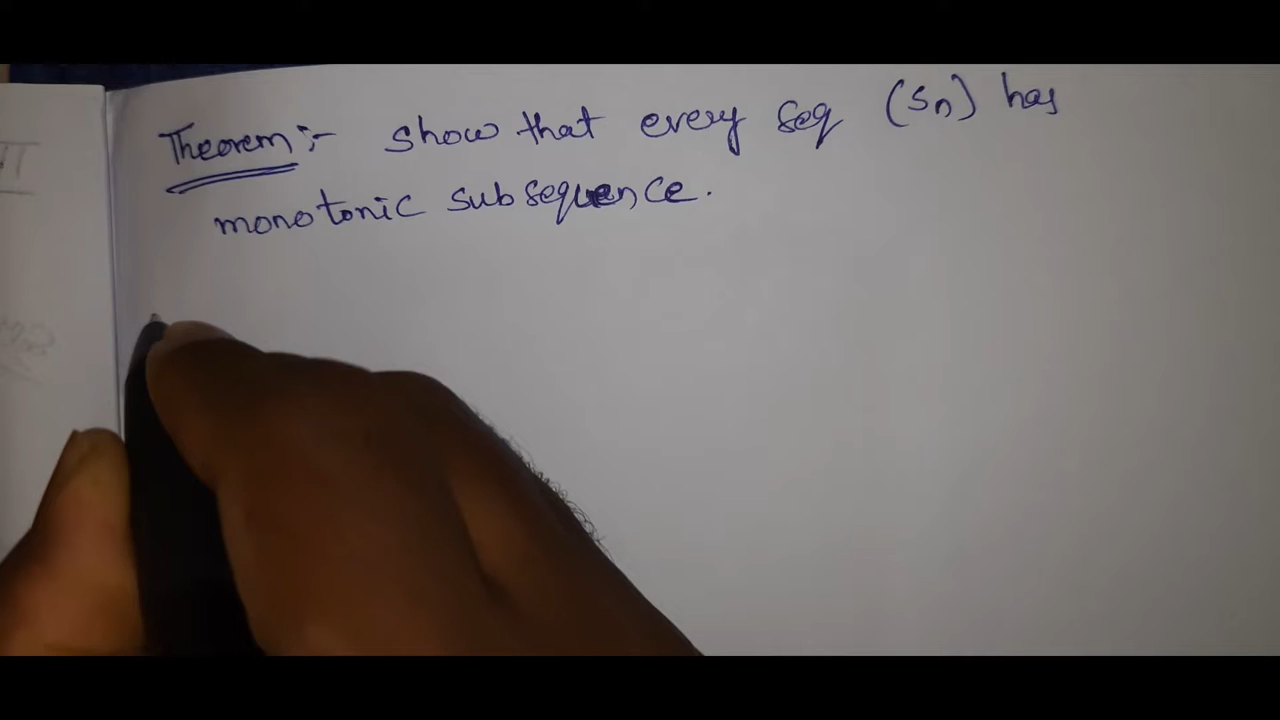 Theorem :- show that every seq (sn) has
monotonic subsequence.